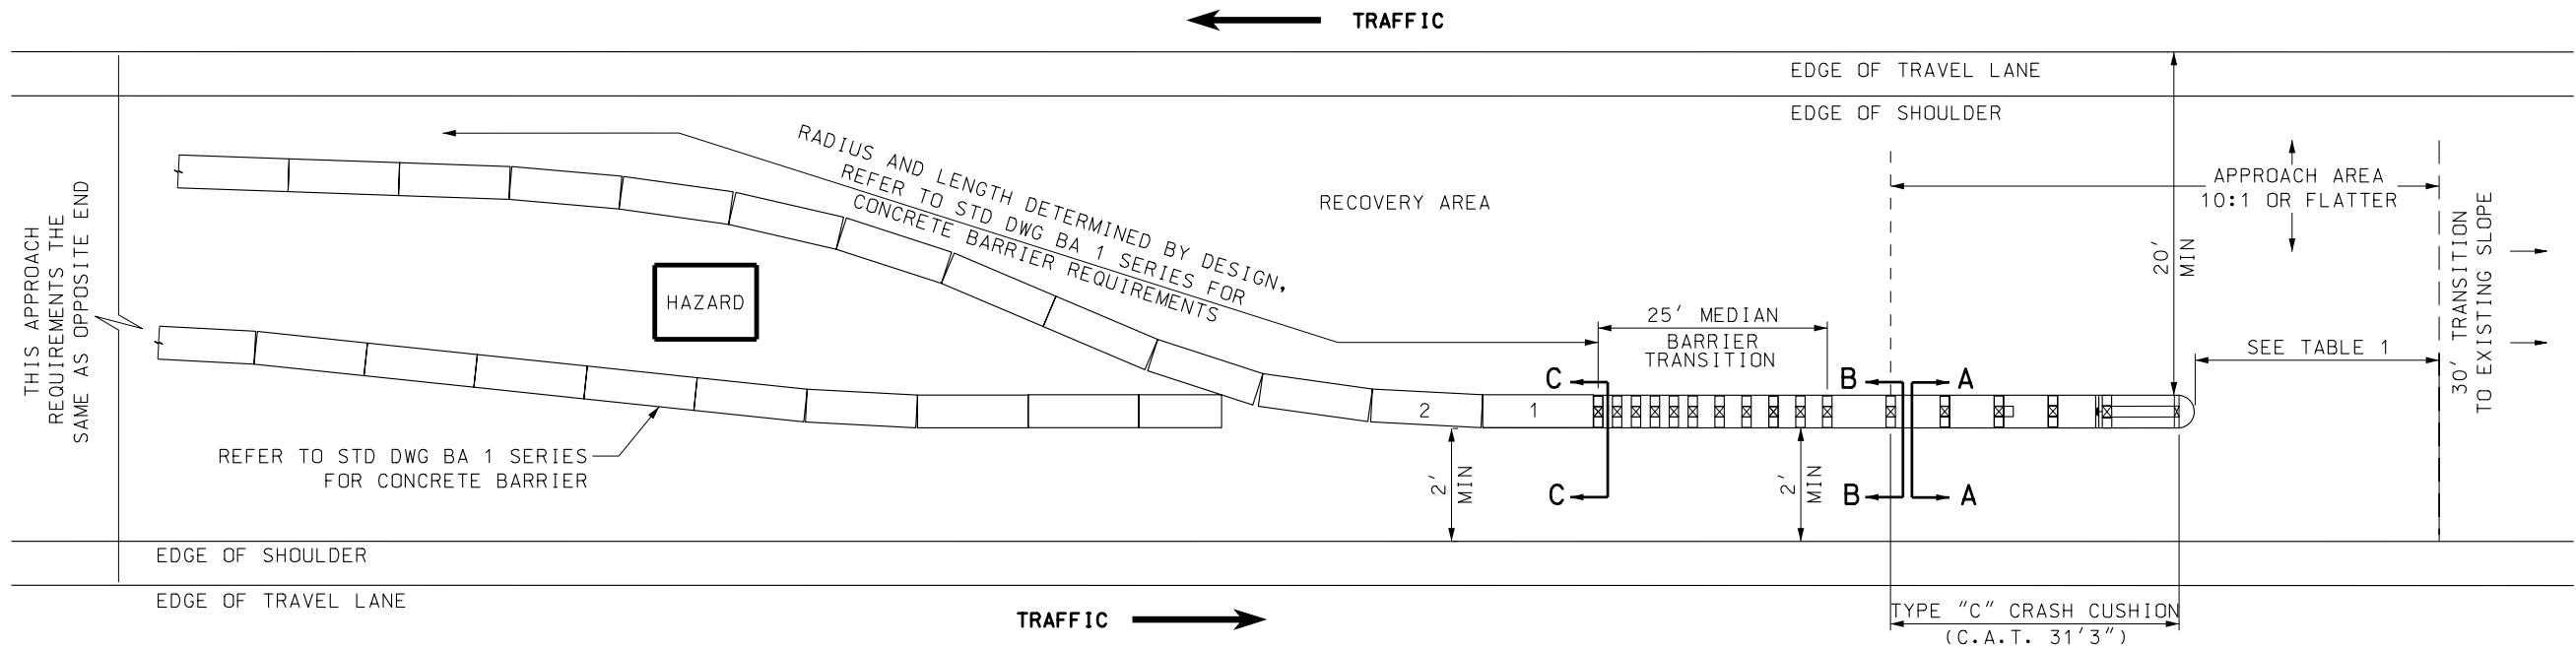 TRAFFIC
EDGE OF TRAVEL LANE
EDGE OF SHOULDER
THIS APPROACH
REQUIREMENTS THE
SAME AS OPPOSITE END
RADIUS AND LENGTH DETERMINED BY DESIGN,
REFER TO STD DWG BA 1 SERIES FOR
CONCRETE BARRIER REQUIREMENTS
RECOVERY AREA
APPROACH AREA
10:1 OR FLATTER
20'
MIN
30' TRANSITION
TO EXISTING SLOPE
HAZARD
25' MEDIAN
BARRIER
TRANSITION
SEE TABLE 1
C
B
A
2
1
REFER TO STD DWG BA 1 SERIES
FOR CONCRETE BARRIER
2'
MIN
2'
MIN
C
B
A
EDGE OF SHOULDER
EDGE OF TRAVEL LANE
TRAFFIC
TYPE "C" CRASH CUSHION
(C.A.T. 31'3")